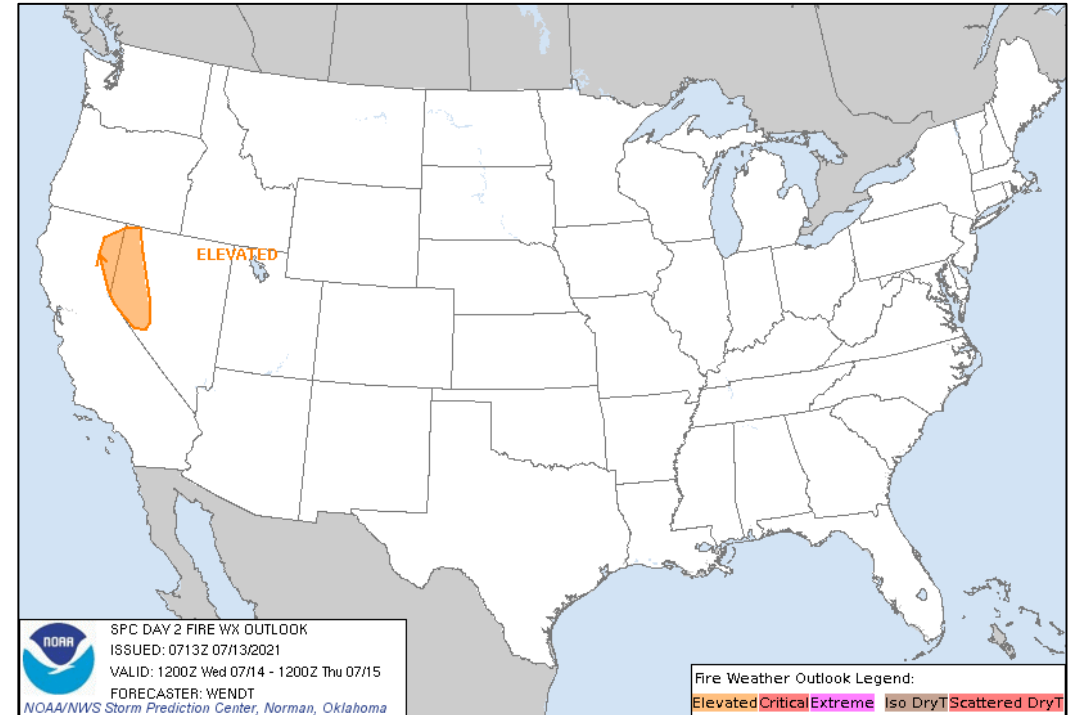 ELEVATED
NOAA
SPC DAY 2 FIRE WX OUTLOOK
ISSUED: 0713Z 07/13/2021
VALID: 1200Z Wed 07/14 - 1200Z Thu 07/15
FORECASTER: WENDT
NOAA/NWS Storm Prediction Center, Norman, Oklahoma
Fire Weather Outlook Legend:
Elevated Critical Extreme Iso DryT Scattered DryT